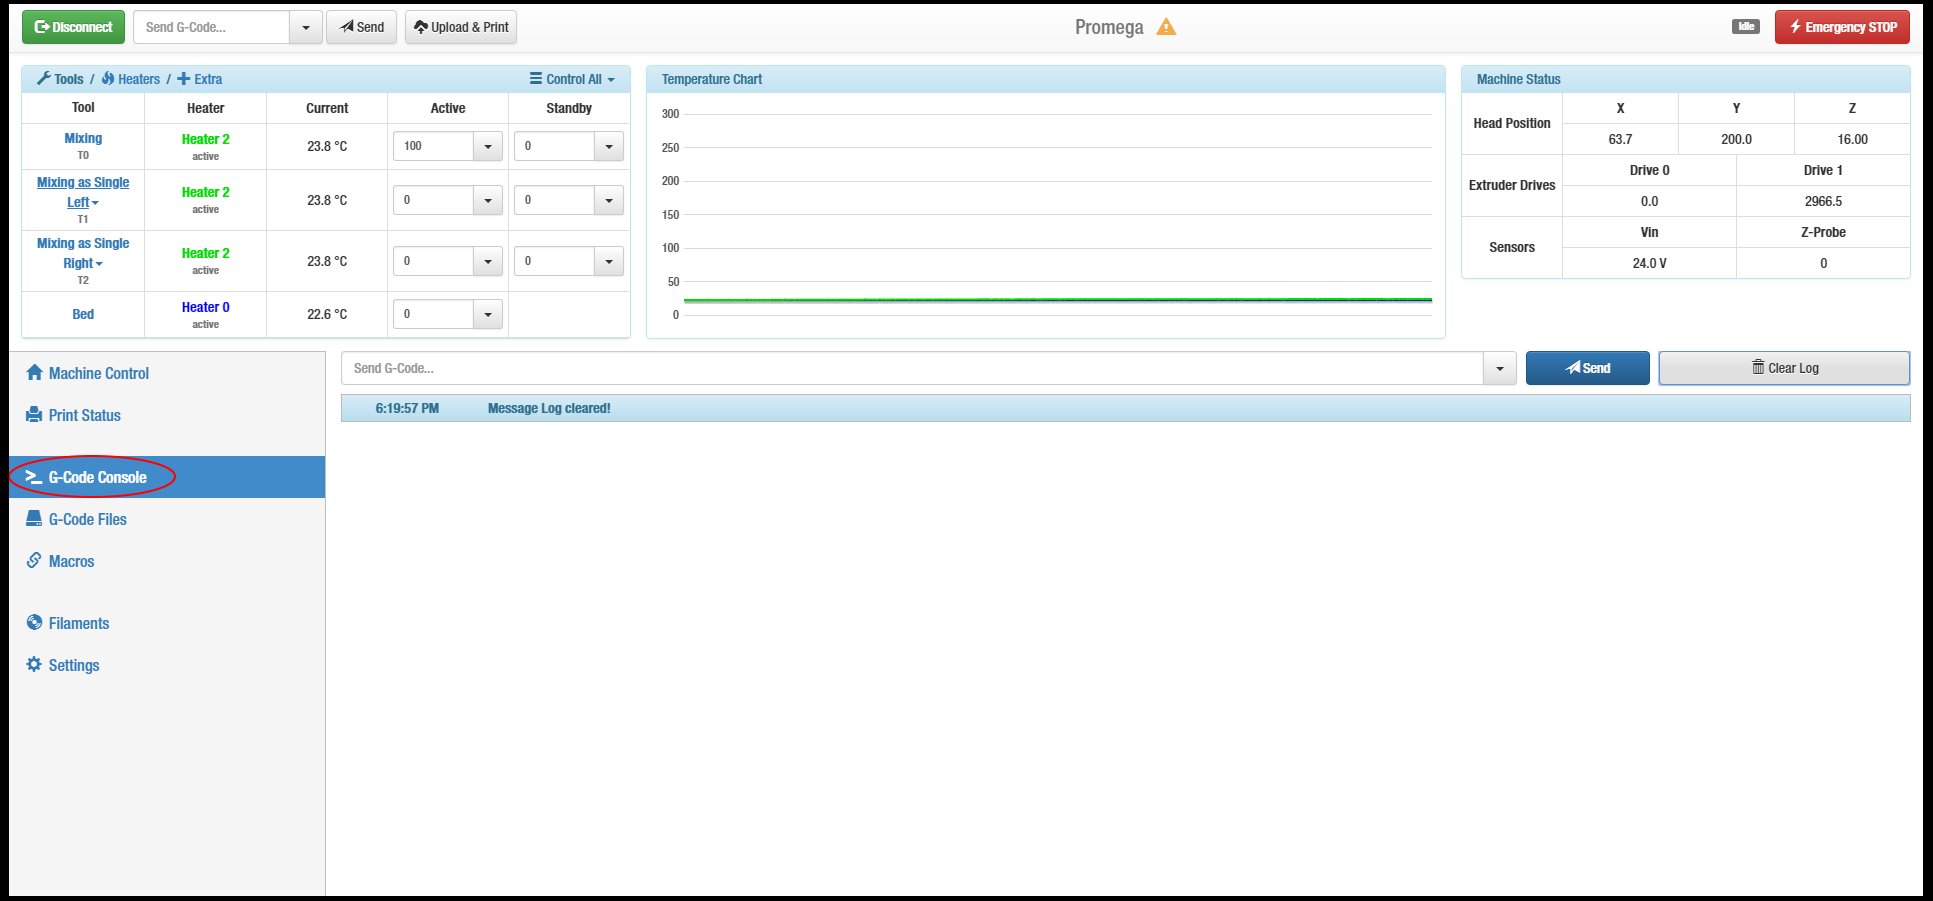 Disconnect Send G-Code... Send Upload & Print Promega Idle Emergency STOP
Tools / Heaters / Extra Control All
Tool Heater Current Active Standby
Mixing
T0
Heater 2
active
23.8 °C 100 0
Mixing as Single
Left
T1
Heater 2
active
23.8 °C 0 0
Mixing as Single
Right
T2
Heater 2
active
23.8 °C 0 0
Bed
Heater 0
active
22.6 °C 0
Temperature Chart
300
250
200
150
100
50
0
Machine Status
Head Position
X Y Z
63.7 200.0 16.00
Extruder Drives
Drive 0 Drive 1
0.0 2966.5
Sensors
Vin Z-Probe
24.0 V 0
Machine Control
Print Status
G-Code Console
G-Code Files
Macros
Filaments
Settings
Send G-Code... Send Clear Log
6:19:57 PM Message Log cleared!